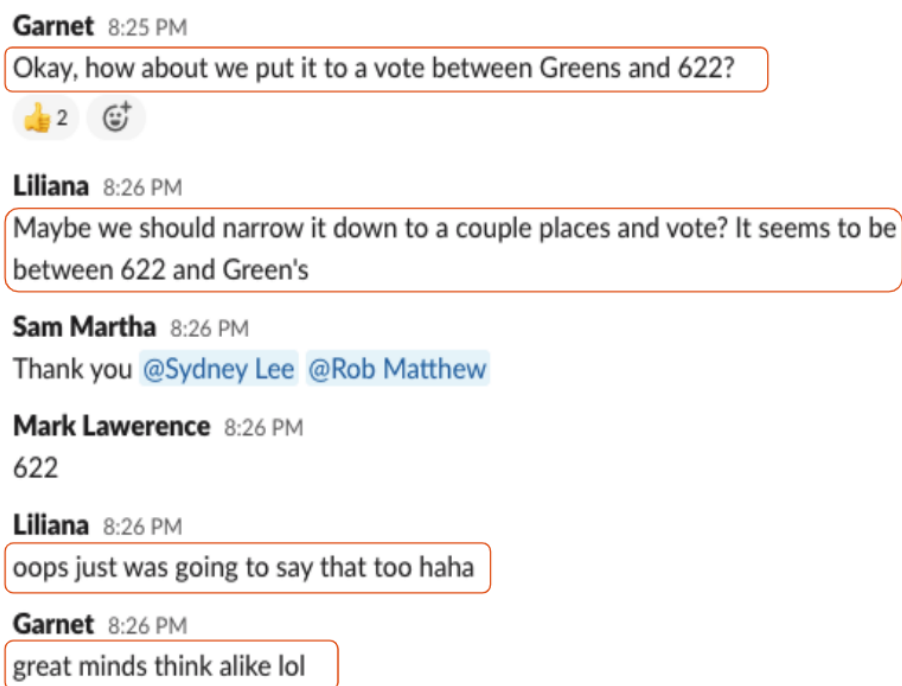 Garnet 8:25 PM
Okay, how about we put it to a vote between Greens and 622?
👍 2
Liliana 8:26 PM
Maybe we should narrow it down to a couple places and vote? It seems to be
between 622 and Green's
Sam Martha 8:26 PM
Thank you @Sydney Lee @Rob Matthew
Mark Lawerence 8:26 PM
622
Liliana 8:26 PM
oops just was going to say that too haha
Garnet 8:26 PM
great minds think alike lol